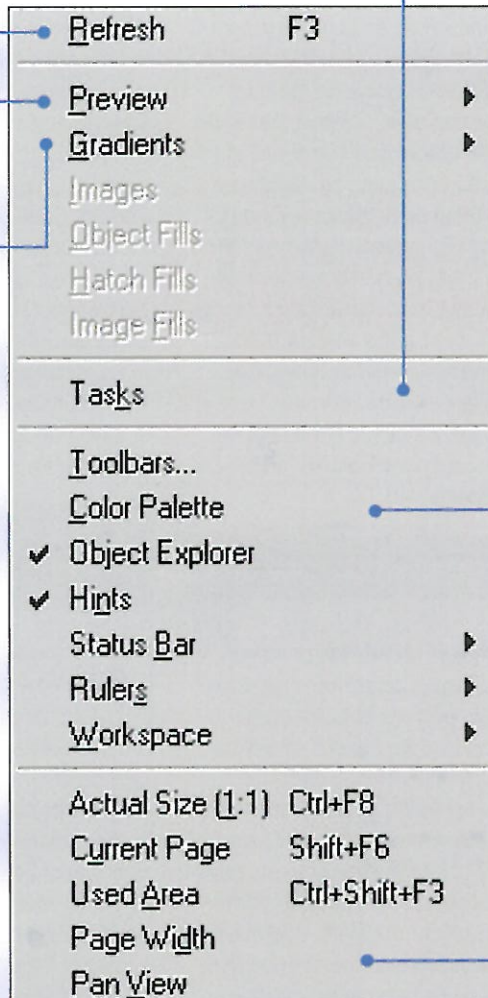 Refresh F3
Preview
Gradients
Images
Object Fills
Hatch Fills
Image Fills
Tasks
Toolbars...
Color Palette
Object Explorer
Hints
Status Bar
Rulers
Workspace
Actual Size (1:1) Ctrl+F8
Current Page Shift+F6
Used Area Ctrl+Shift+F3
Page Width
Pan View